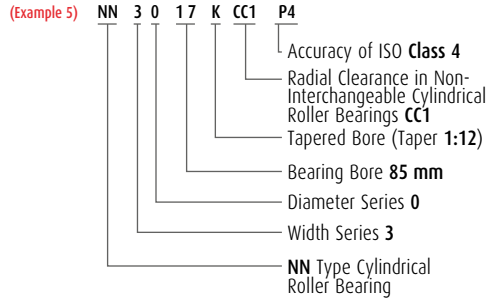 (Example 5) NN 3 0 17 K CC1 P4
Accuracy of ISO Class 4
Radial Clearance in Non-
Interchangeable Cylindrical
Roller Bearings CC1
Tapered Bore (Taper 1:12)
Bearing Bore 85 mm
Diameter Series 0
Width Series 3
NN Type Cylindrical
Roller Bearing